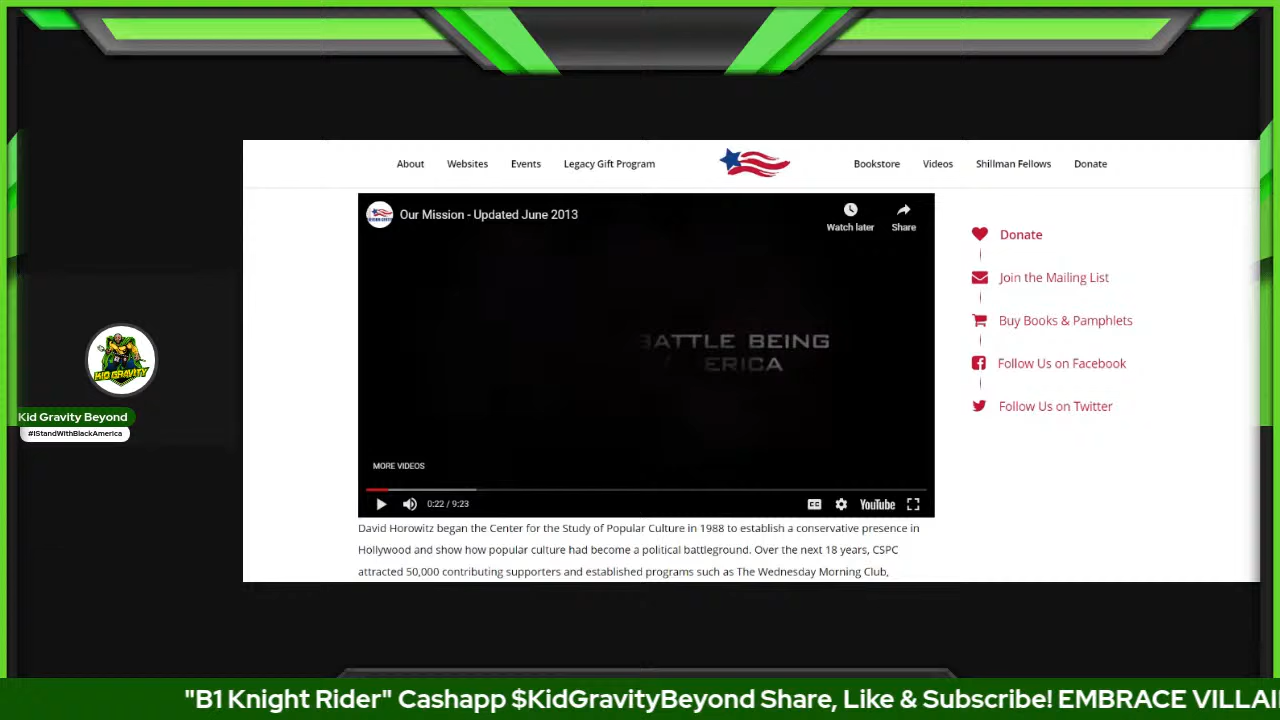 About Websites Events Legacy Gift Program Bookstore Videos Shillman Fellows Donate
Our Mission - Updated June 2013
Watch later Share
BATTLE BEING
ERICA
MORE VIDEOS
0:22 / 9:23
CC YouTube
Donate
Join the Mailing List
Buy Books & Pamphlets
Follow Us on Facebook
Follow Us on Twitter
David Horowitz began the Center for the Study of Popular Culture in 1988 to establish a conservative presence in
Hollywood and show how popular culture had become a political battleground. Over the next 18 years, CSPC
attracted 50,000 contributing supporters and established programs such as The Wednesday Morning Club,
KID GRAVITY
Kid Gravity Beyond
#IStandWithBlackAmerica
"B1 Knight Rider" Cashapp $KidGravityBeyond Share, Like & Subscribe! EMBRACE VILLAI